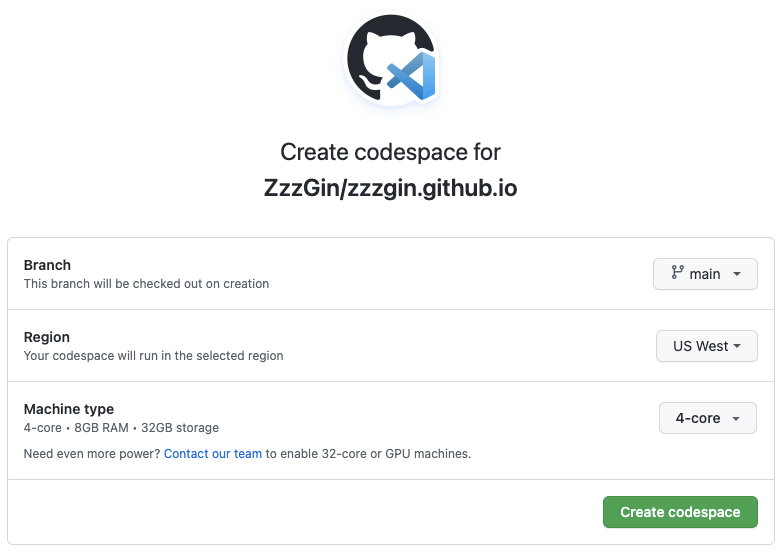 Create codespace for
ZzzGin/zzzgin.github.io
Branch
This branch will be checked out on creation
main
Region
Your codespace will run in the selected region
US West
Machine type
4-core • 8GB RAM • 32GB storage
4-core
Need even more power? Contact our team to enable 32-core or GPU machines.
Create codespace